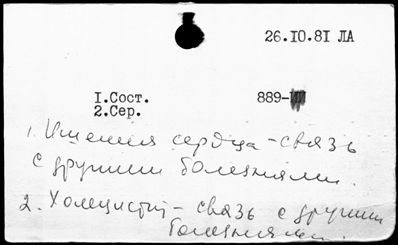 26.10.81 ЛА
I.Сост. 889-
2.Сер.
1. Ишемия сердца - связь
с другими болезнями.
2. Холецистит - связь с другими
болезнями.